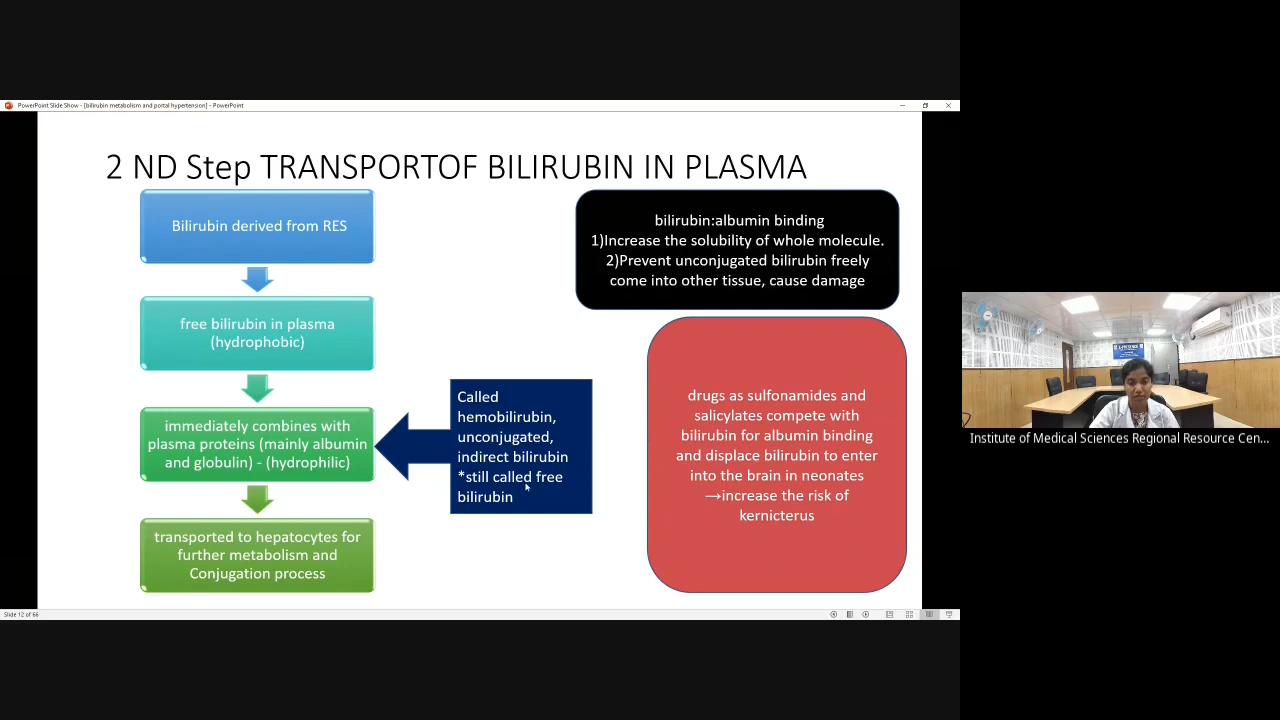 PowerPoint Slide Show - [bilirubin metabolism and portal hypertension] - PowerPoint
2 ND Step TRANSPORTOF BILIRUBIN IN PLASMA
Bilirubin derived from RES
free bilirubin in plasma
(hydrophobic)
immediately combines with
plasma proteins (mainly albumin
and globulin) - (hydrophilic)
transported to hepatocytes for
further metabolism and
Conjugation process
Called
hemobilirubin,
unconjugated,
indirect bilirubin
*still called free
bilirubin
bilirubin:albumin binding
1)Increase the solubility of whole molecule.
2)Prevent unconjugated bilirubin freely
come into other tissue, cause damage
drugs as sulfonamides and
salicylates compete with
bilirubin for albumin binding
and displace bilirubin to enter
into the brain in neonates
→increase the risk of
kernicterus
Slide 12 of 66
Institute of Medical Sciences Regional Resource Cen...